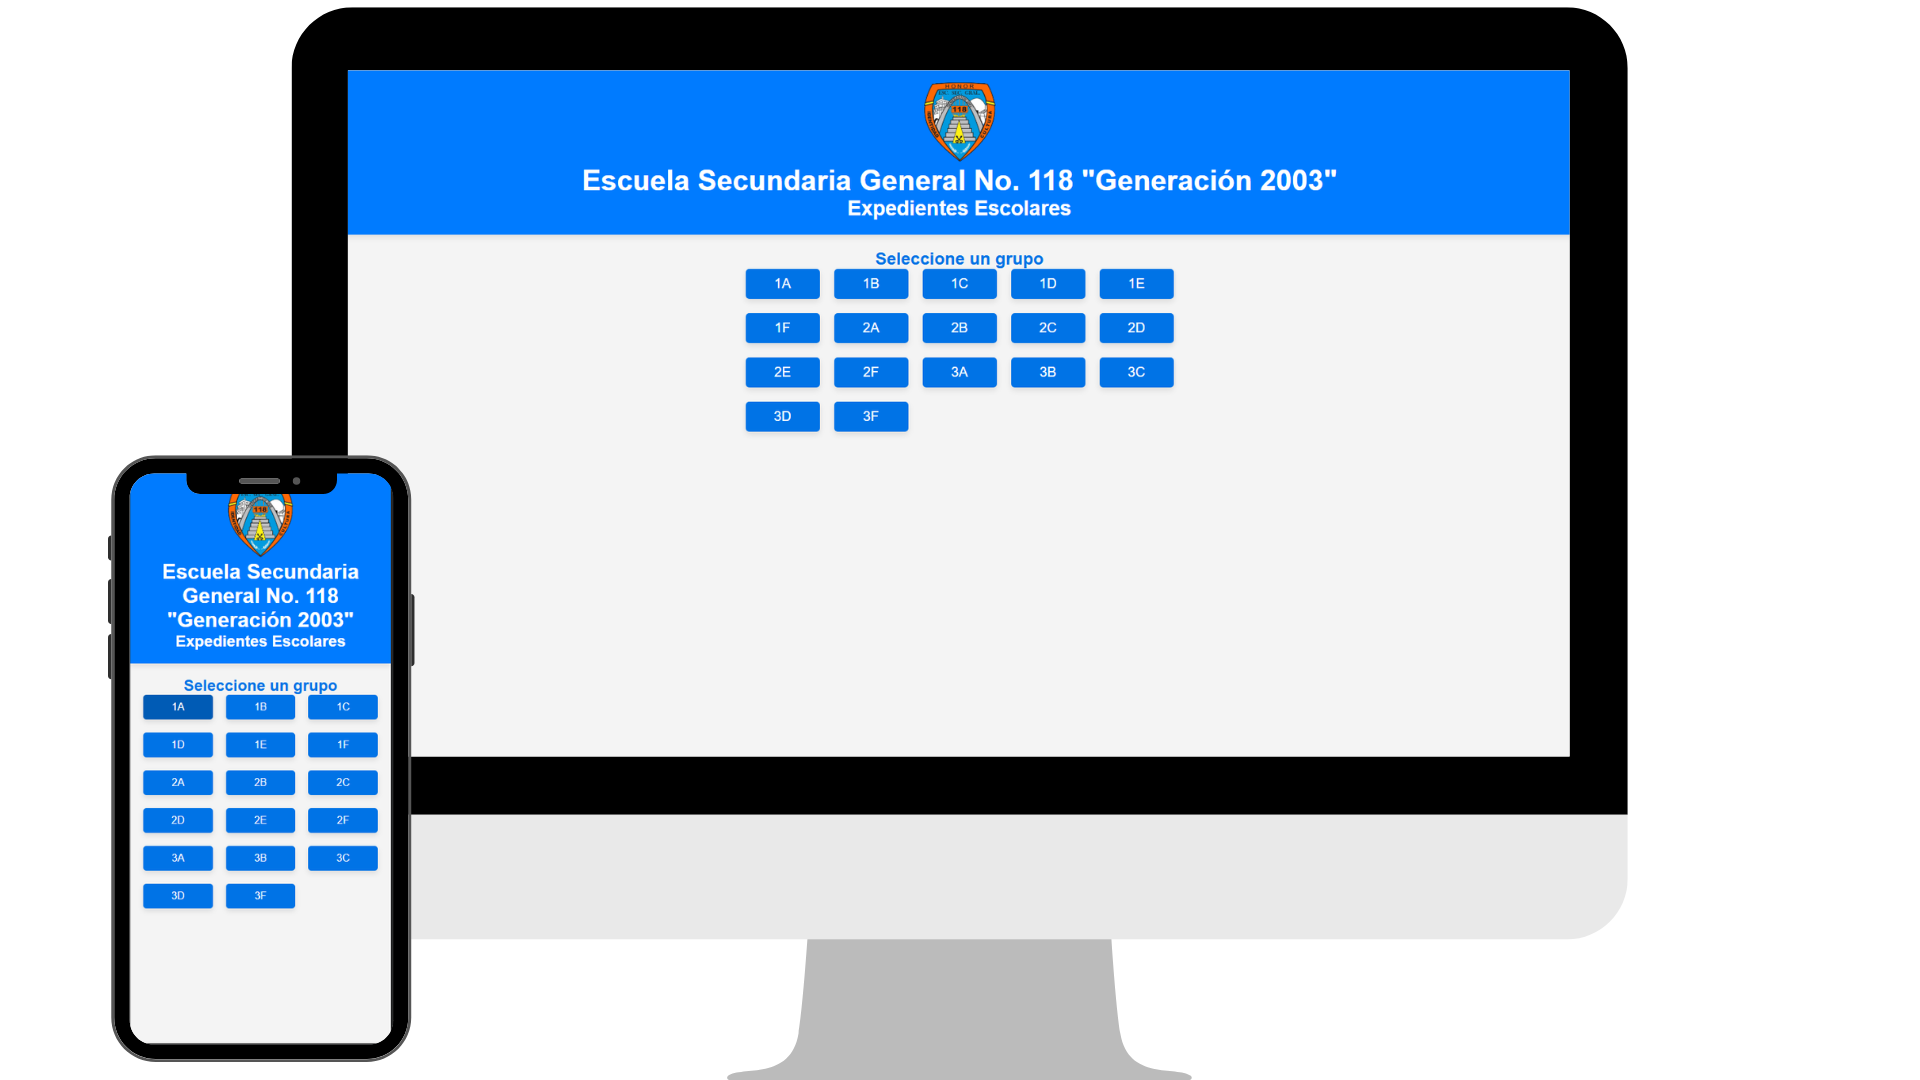 HONOR
118
Escuela Secundaria General No. 118 "Generación 2003"
Expedientes Escolares
Seleccione un grupo
1A 1B 1C 1D 1E
1F 2A 2B 2C 2D
2E 2F 3A 3B 3C
3D 3F
118
Escuela Secundaria
General No. 118
"Generación 2003"
Expedientes Escolares
Seleccione un grupo
1A 1B 1C
1D 1E 1F
2A 2B 2C
2D 2E 2F
3A 3B 3C
3D 3F